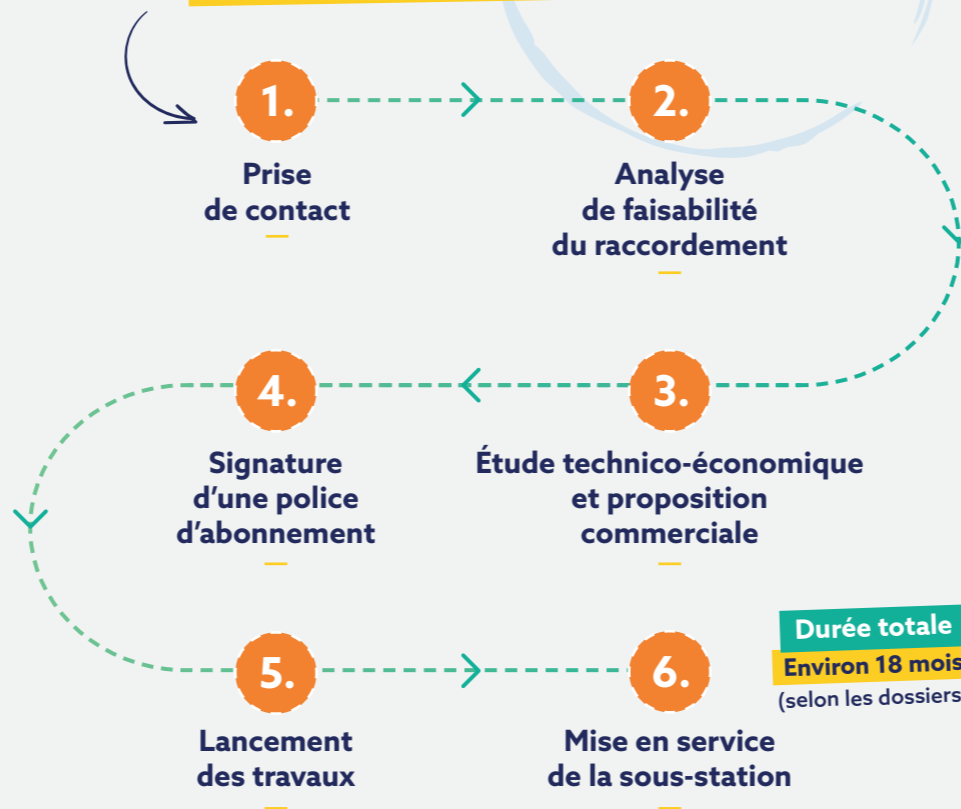 1.
Prise
de contact
2.
Analyse
de faisabilité
du raccordement
3.
Étude technico-économique
et proposition
commerciale
4.
Signature
d'une police
d'abonnement
5.
Lancement
des travaux
6.
Mise en service
de la sous-station
Durée totale
Environ 18 mois
(selon les dossiers